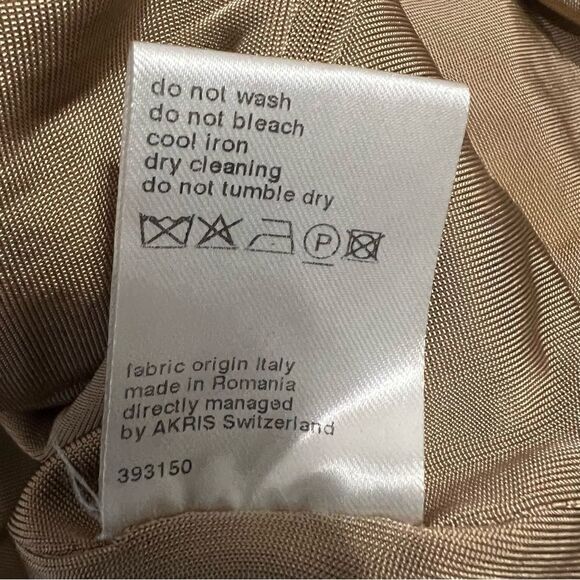 do not wash
do not bleach
cool iron
dry cleaning
do not tumble dry
P
fabric origin Italy
made in Romania
directly managed
by AKRIS Switzerland
393150